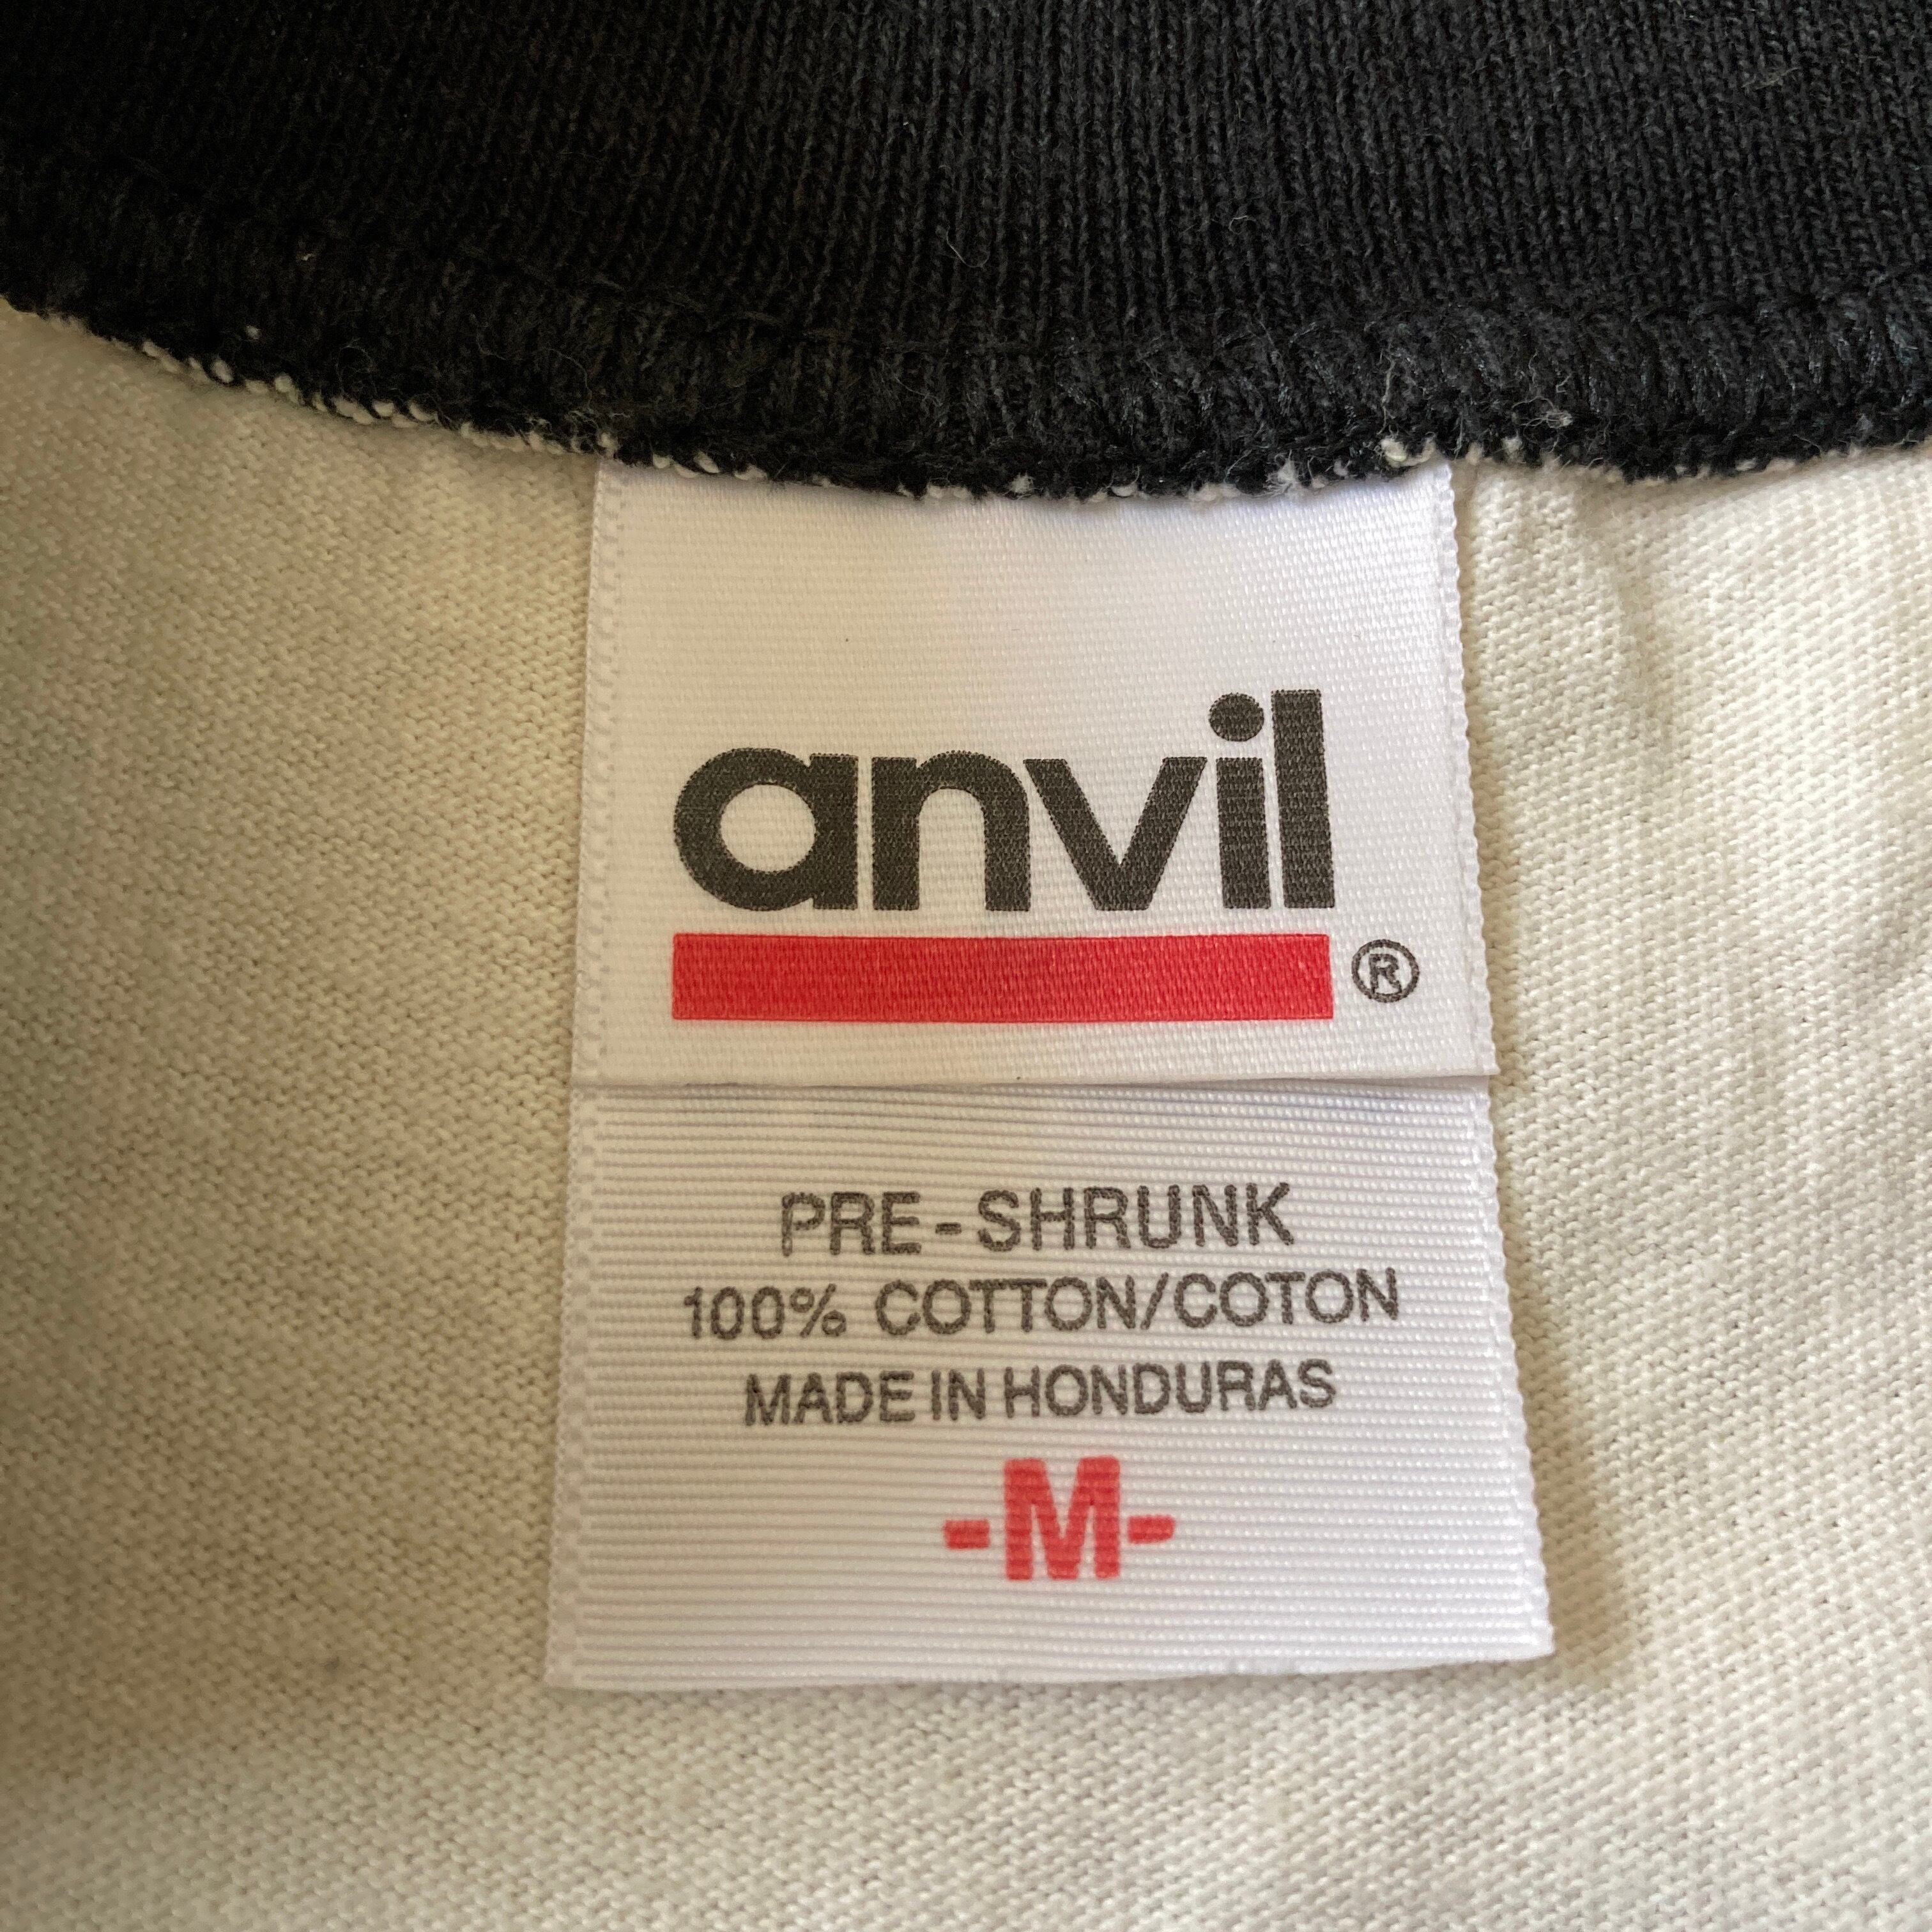 anvil
®
PRE-SHRUNK
100% COTTON/COTON
MADE IN HONDURAS
-M-